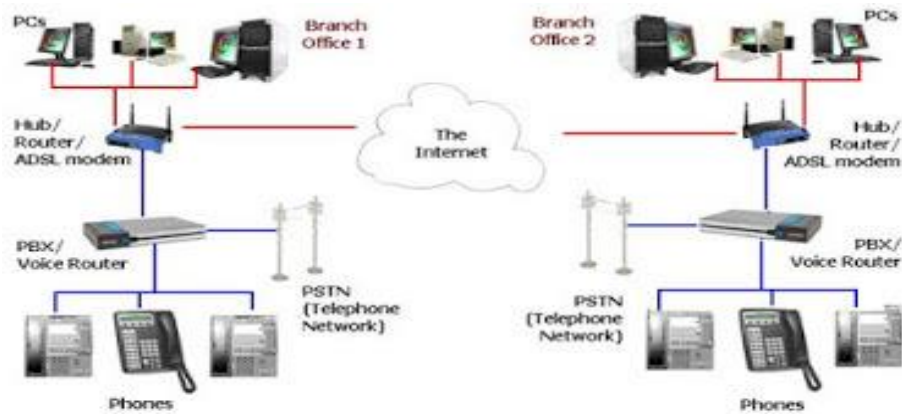 PCs
Branch
Office 1
Branch
Office 2
PCs
Hub/
Router/
ADSL modem
The
Internet
Hub/
Router/
ADSL modem
PBX/
Voice Router
PSTN
(Telephone
Network)
PSTN
(Telephone
Network)
PBX/
Voice Router
Phones
Phones